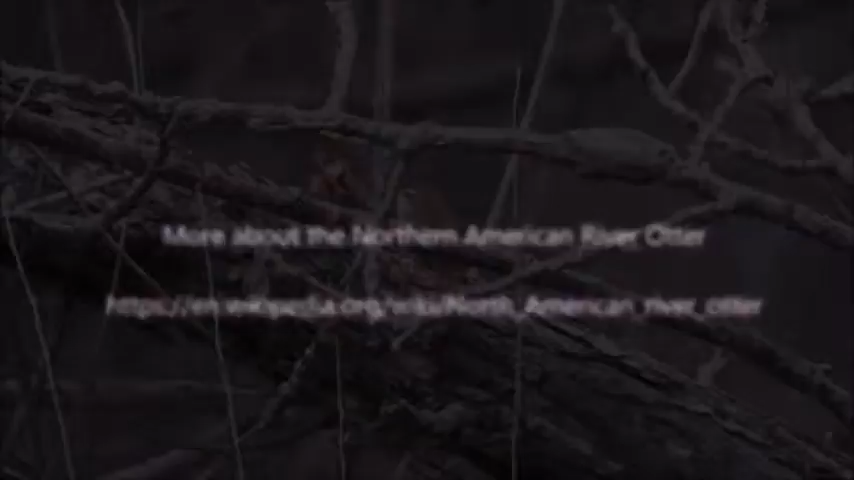 More about the Northern American River Otter
https://en.wikipedia.org/wiki/North_American_river_otter